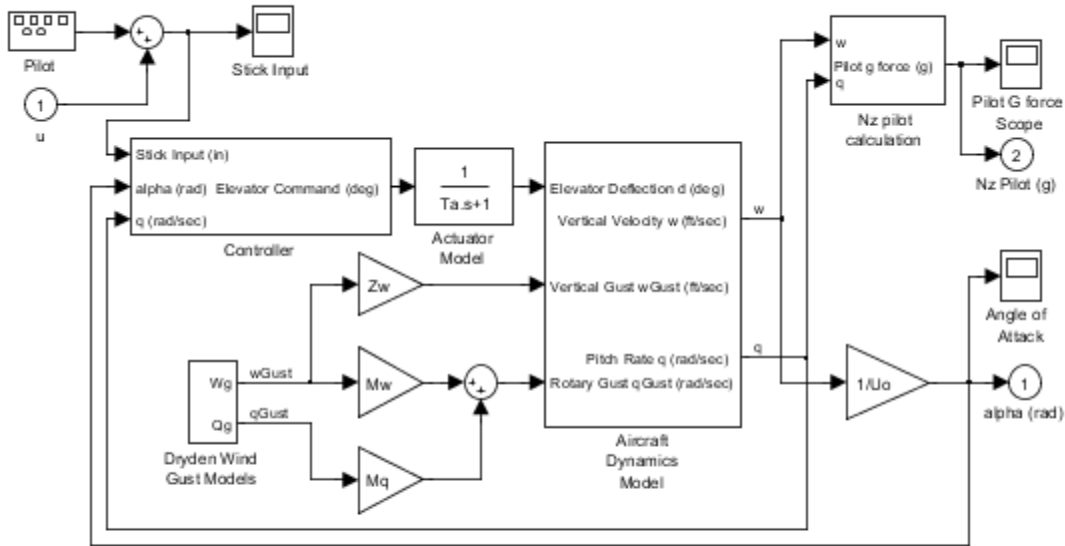 Pilot
1
u
Stick Input
Stick Input (in)
alpha (rad)
q (rad/sec)
Elevator Command (deg)
Controller
1
Ta.s+1
Actuator
Model
Zw
Mw
Mq
Wg
Qg
wGust
qGust
Dryden Wind
Gust Models
Elevator Deflection d (deg)
Vertical Velocity w (ft/sec)
Vertical Gust wGust (ft/sec)
Pitch Rate q (rad/sec)
Rotary Gust qGust (rad/sec)
Aircraft
Dynamics
Model
w
q
w
Pilot g force (g)
q
Nz pilot
calculation
Pilot G force
Scope
2
Nz Pilot (g)
Angle of
Attack
1/Uo
1
alpha (rad)